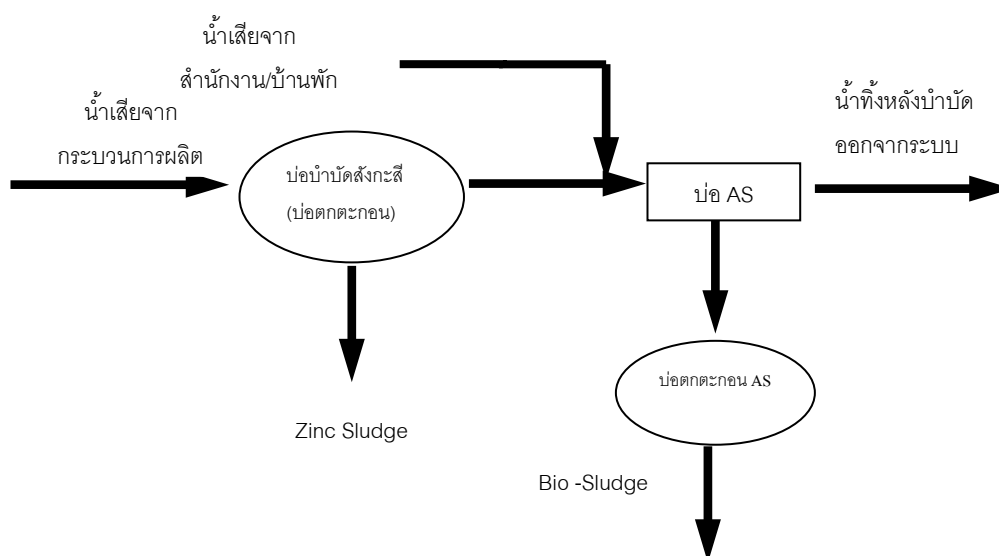 น้ำเสียจาก
สำนักงาน/บ้านพัก
น้ำเสียจาก
กระบวนการผลิต
บ่อบำบัดสังกะสี
(บ่อตกตะกอน)
บ่อ AS
น้ำทิ้งหลังบำบัด
ออกจากระบบ
บ่อตกตะกอน AS
Zinc Sludge
Bio -Sludge